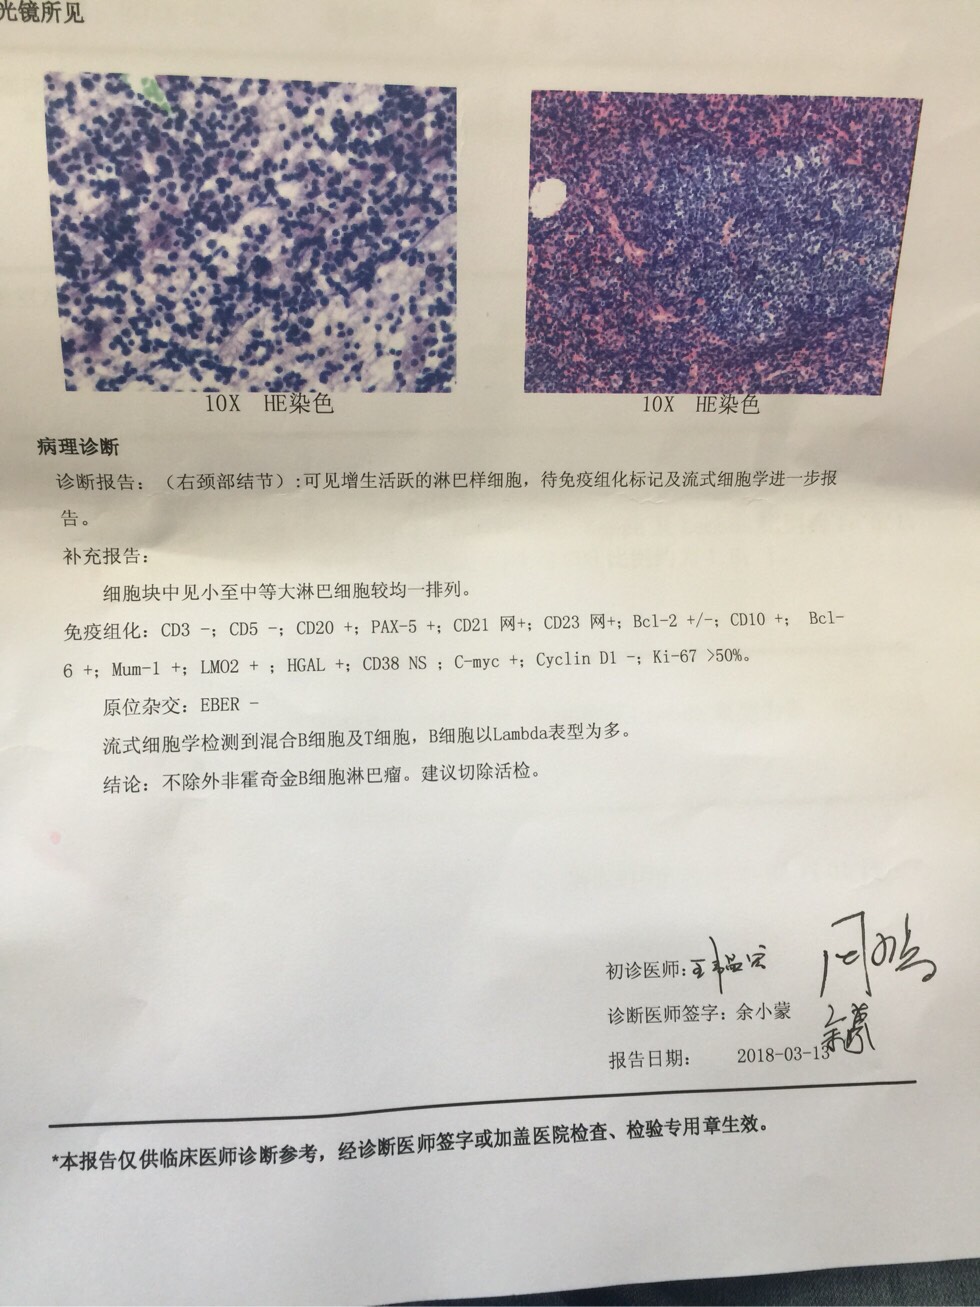 光镜所见
10X HE染色
10X HE染色
病理诊断
诊断报告：（右颈部结节）：可见增生活跃的淋巴样细胞，待免疫组化标记及流式细胞学进一步报
告。
补充报告：
细胞块中见小至中等大淋巴细胞较均一排列。
免疫组化：CD3 -；CD5 -；CD20 +；PAX-5 +；CD21 网+；CD23 网+；Bcl-2 +/-；CD10 +； Bcl-
6 +；Mum-1 +；LMO2 + ；HGAL +；CD38 NS ；C-myc +；Cyclin D1 -；Ki-67 >50%。
原位杂交：EBER -
流式细胞学检测到混合B细胞及T细胞，B细胞以Lambda表型为多。
结论：不除外非霍奇金B细胞淋巴瘤。建议切除活检。
初诊医师：
诊断医师签字：余小蒙
报告日期： 2018-03-13
*本报告仅供临床医师诊断参考，经诊断医师签字或加盖医院检查、检验专用章生效。